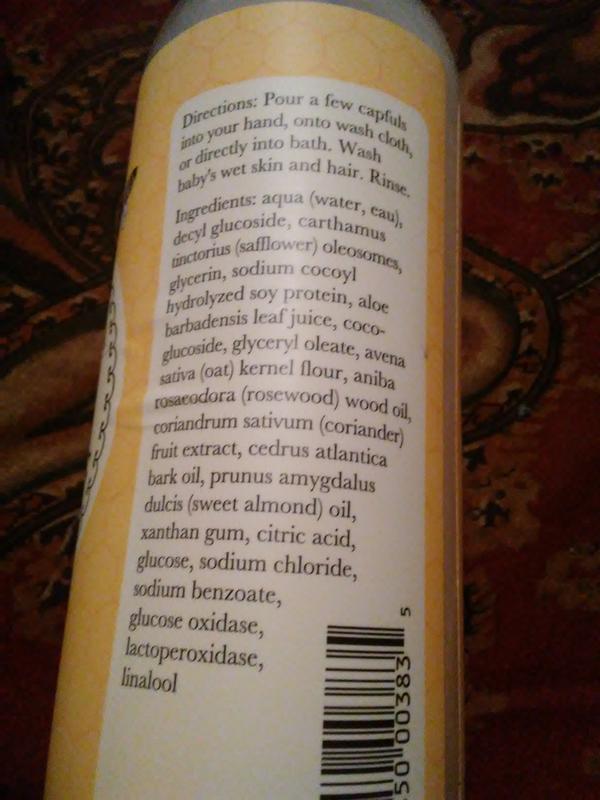 Directions: Pour a few capfuls
into your hand, onto wash cloth,
or directly into bath. Wash
baby's wet skin and hair. Rinse.
Ingredients: aqua (water, eau),
decyl glucoside, carthamus
tinctorius (safflower) oleosomes,
glycerin, sodium cocoyl
hydrolyzed soy protein, aloe
barbadensis leaf juice, coco-
glucoside, glyceryl oleate, avena
sativa (oat) kernel flour, aniba
rosaeodora (rosewood) wood oil,
coriandrum sativum (coriander)
fruit extract, cedrus atlantica
bark oil, prunus amygdalus
dulcis (sweet almond) oil,
xanthan gum, citric acid,
glucose, sodium chloride,
sodium benzoate,
glucose oxidase,
lactoperoxidase,
linalool
50 00383 5